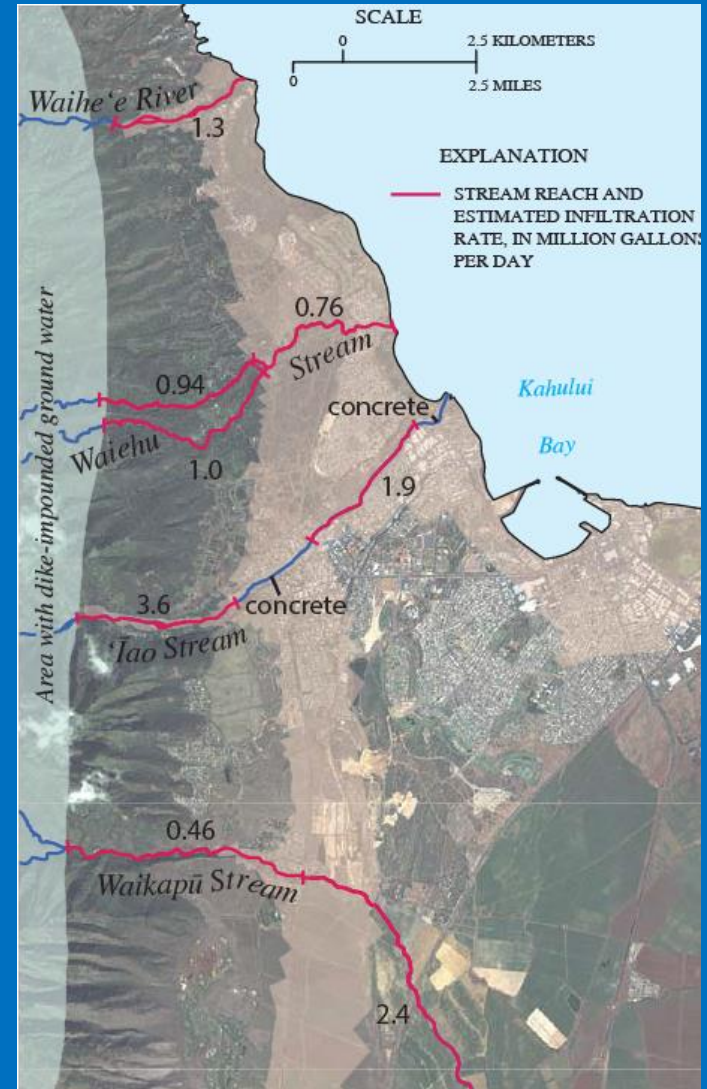 SCALE
0 2.5 KILOMETERS
0 2.5 MILES
EXPLANATION
STREAM REACH AND
ESTIMATED INFILTRATION
RATE, IN MILLION GALLONS
PER DAY
Waihe‘e River
1.3
0.76
Stream
0.94
Waiehu
1.0
Kahului
Bay
concrete
1.9
3.6
concrete
‘Īao Stream
Area with dike-impounded ground water
0.46
Waikapū Stream
2.4